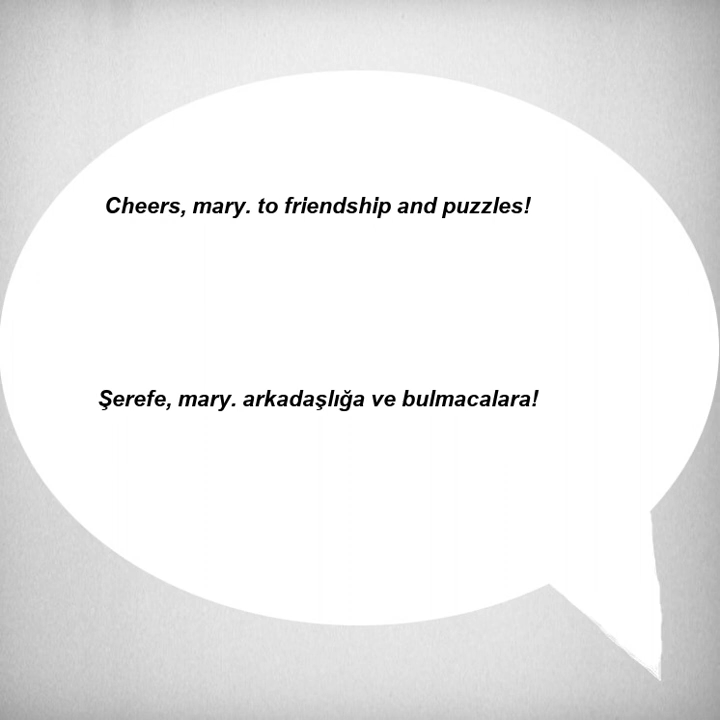 Cheers, mary. to friendship and puzzles!
Şerefe, mary. arkadaşlığa ve bulmacalara!